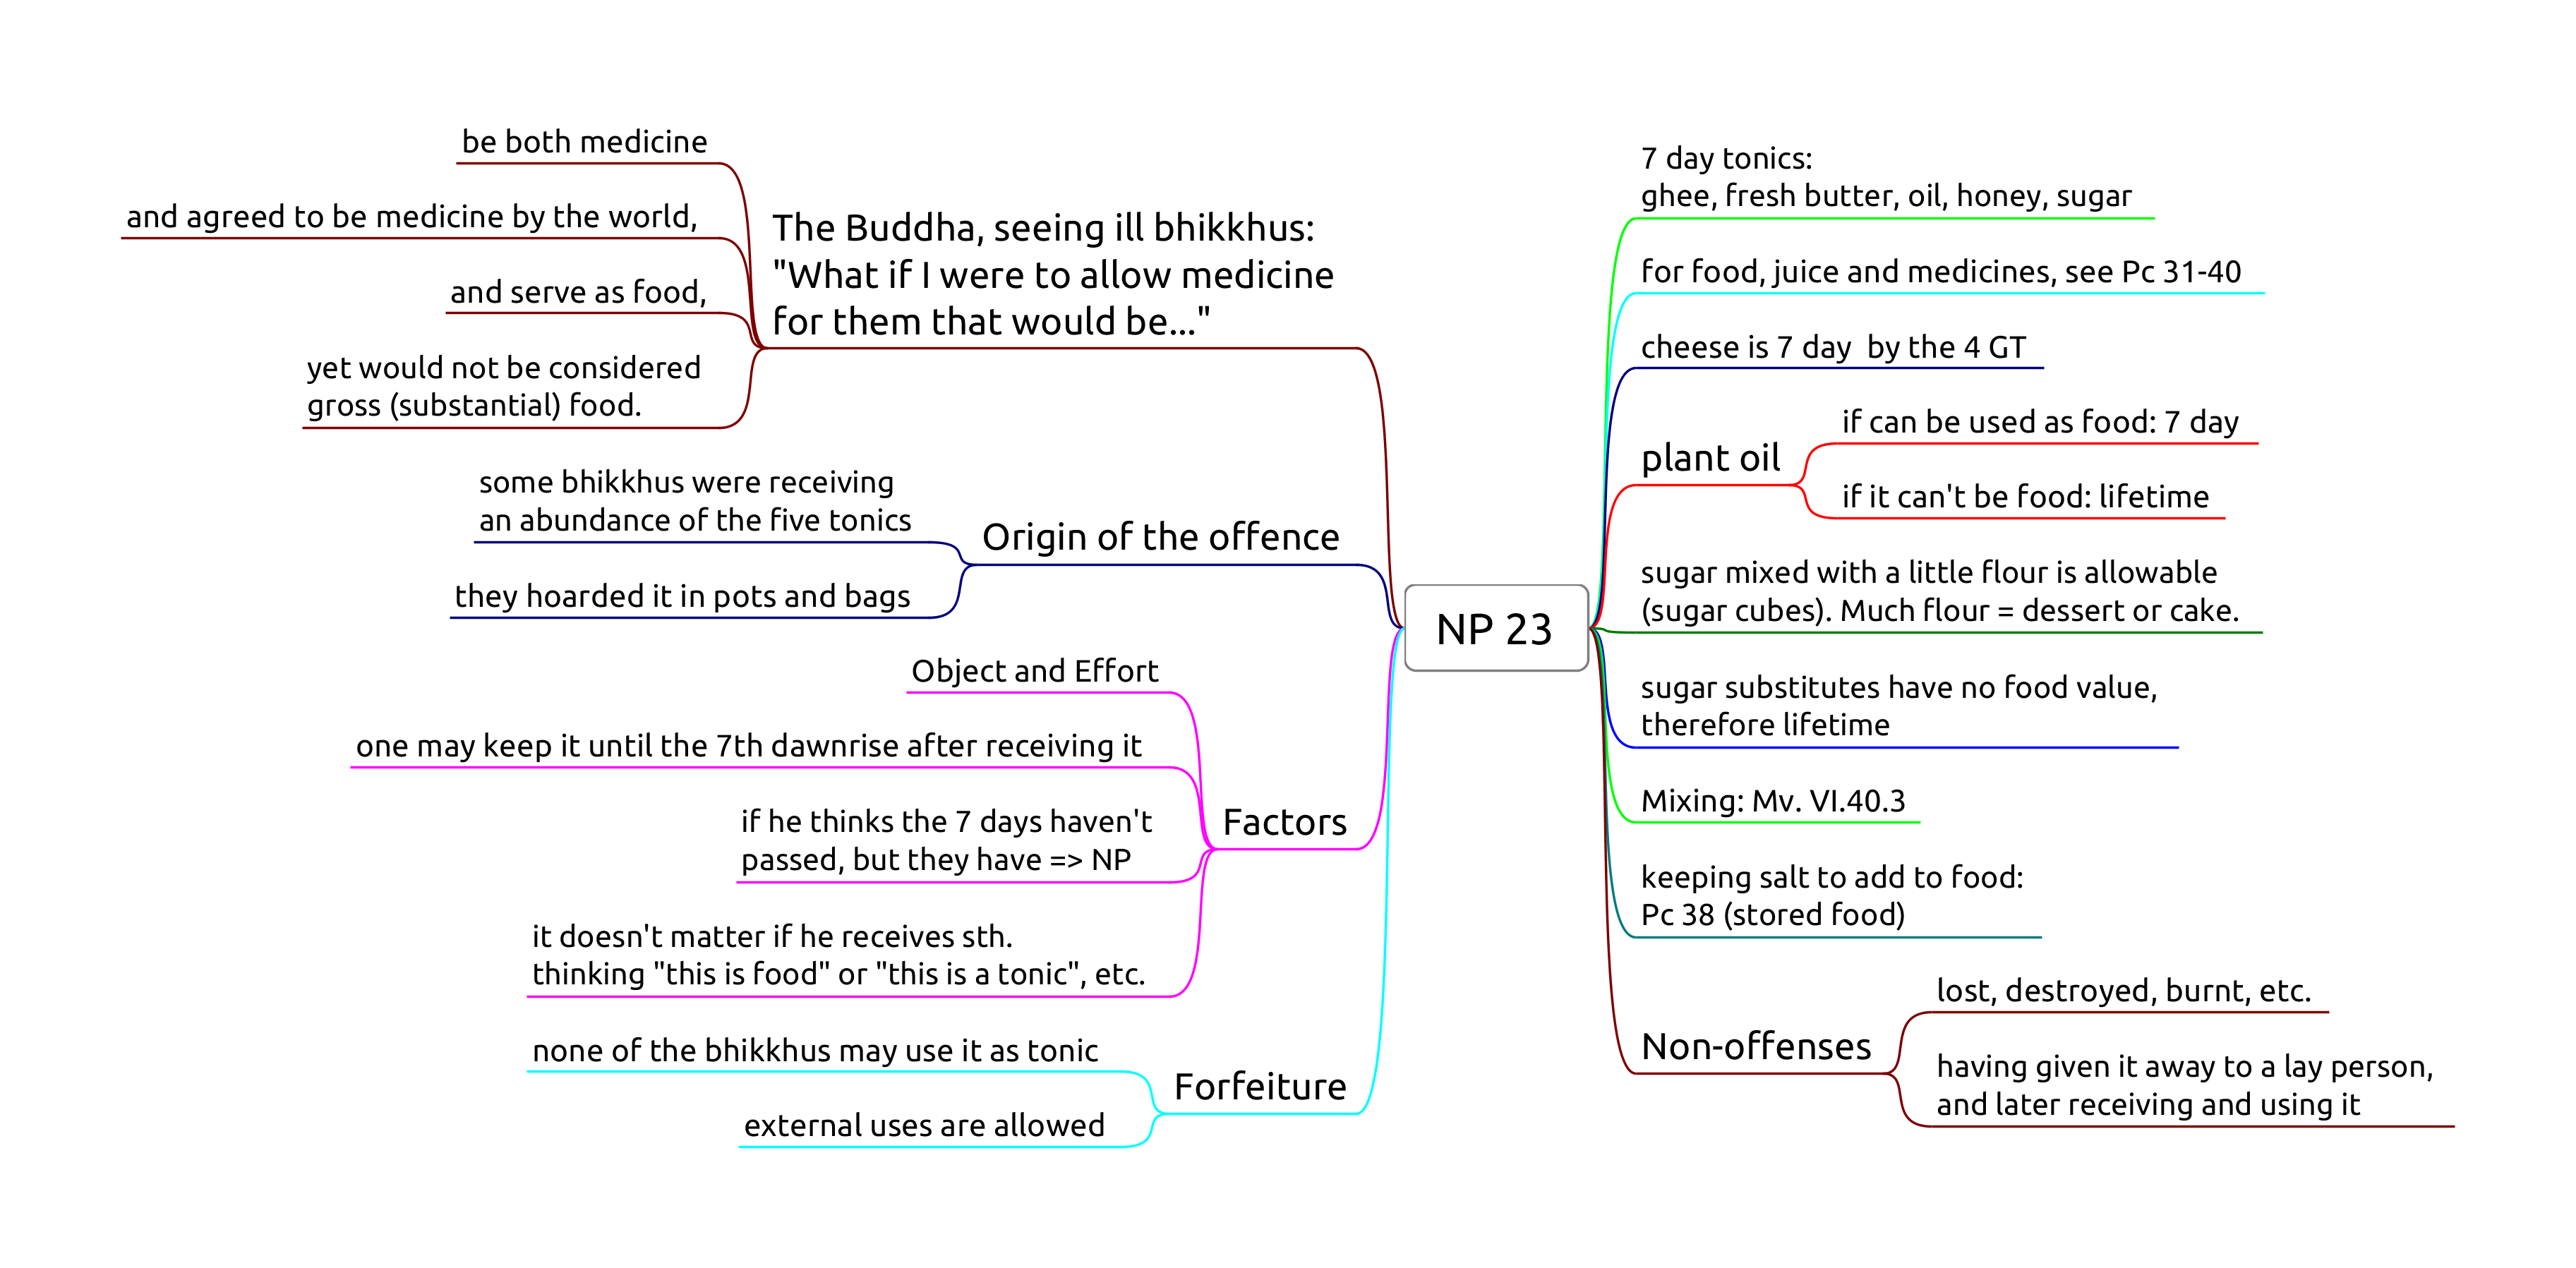 NP 23
The Buddha, seeing ill bhikkhus:
"What if I were to allow medicine
for them that would be..."
be both medicine
and agreed to be medicine by the world,
and serve as food,
yet would not be considered
gross (substantial) food.
Origin of the offence
some bhikkhus were receiving
an abundance of the five tonics
they hoarded it in pots and bags
Factors
Object and Effort
one may keep it until the 7th dawnrise after receiving it
if he thinks the 7 days haven't
passed, but they have => NP
it doesn't matter if he receives sth.
thinking "this is food" or "this is a tonic", etc.
Forfeiture
none of the bhikkhus may use it as tonic
external uses are allowed
7 day tonics:
ghee, fresh butter, oil, honey, sugar
for food, juice and medicines, see Pc 31-40
cheese is 7 day  by the 4 GT
plant oil
if can be used as food: 7 day
if it can't be food: lifetime
sugar mixed with a little flour is allowable
(sugar cubes). Much flour = dessert or cake.
sugar substitutes have no food value,
therefore lifetime
Mixing: Mv. VI.40.3
keeping salt to add to food:
Pc 38 (stored food)
Non-offenses
lost, destroyed, burnt, etc.
having given it away to a lay person,
and later receiving and using it